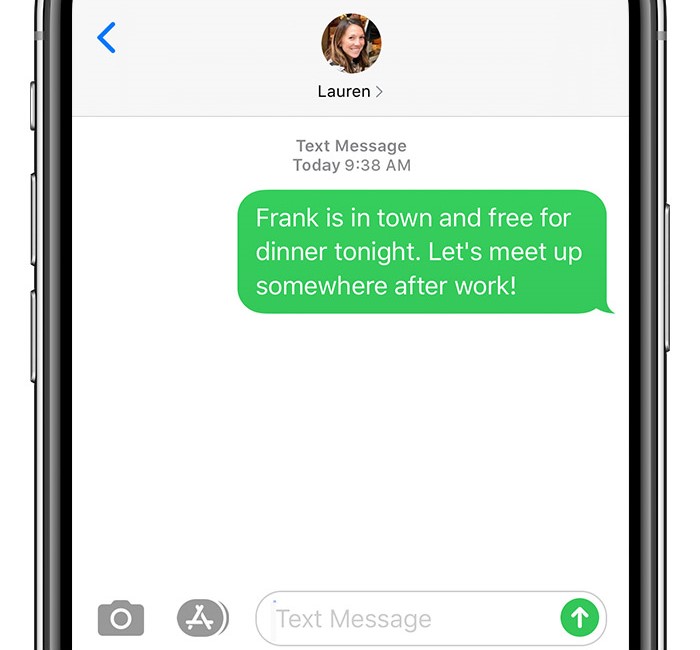 Lauren
Text Message
Today 9:38 AM
Frank is in town and free for
dinner tonight. Let's meet up
somewhere after work!
Text Message